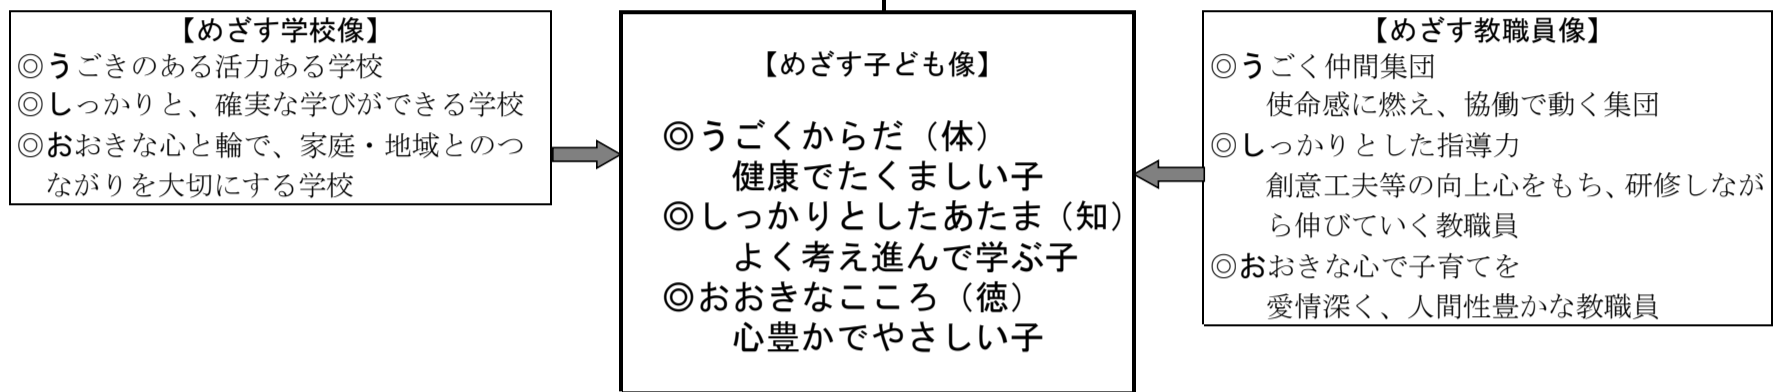 【めざす学校像】
◎うごきのある活力ある学校
◎しっかりと、確実な学びができる学校
◎おおきな心と輪で、家庭・地域とのつ
ながりを大切にする学校
【めざす子ども像】
◎うごくからだ（体）
健康でたくましい子
◎しっかりとしたあたま（知）
よく考え進んで学ぶ子
◎おおきなこころ（徳）
心豊かでやさしい子
【めざす教職員像】
◎うごく仲間集団
使命感に燃え、協働で動く集団
◎しっかりとした指導力
創意工夫等の向上心をもち、研修しなが
ら伸びていく教職員
◎おおきな心で子育てを
愛情深く、人間性豊かな教職員